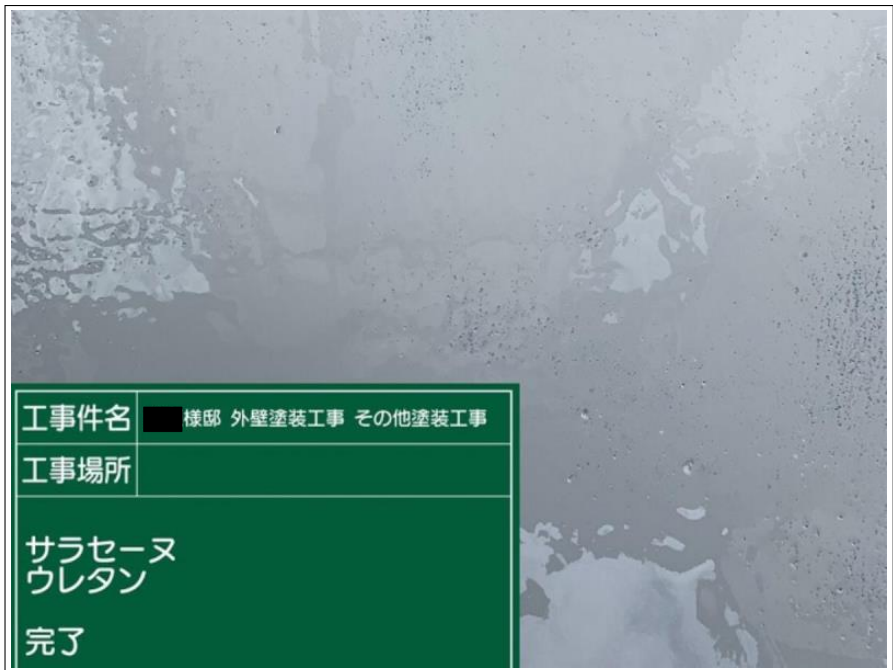 工事件名 様邸 外壁塗装工事 その他塗装工事
工事場所
サラセーヌ
ウレタン
完了